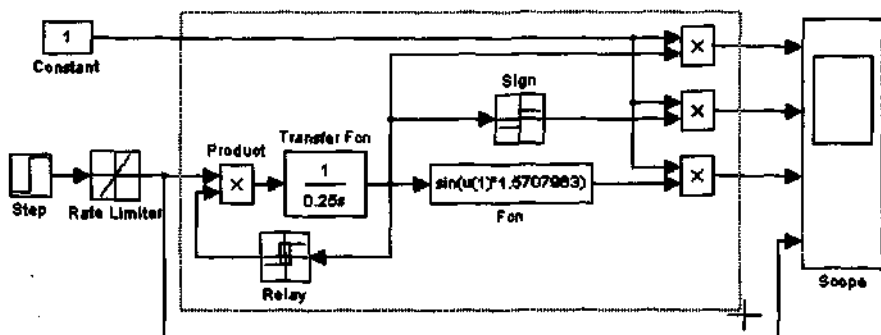 1
Constant
Sign
×
×
×
Step
Rate Limiter
Product
×
Transfer Fcn
1
0.25s
sin(u(1)*1.5707963)
Fcn
Relay
Scope